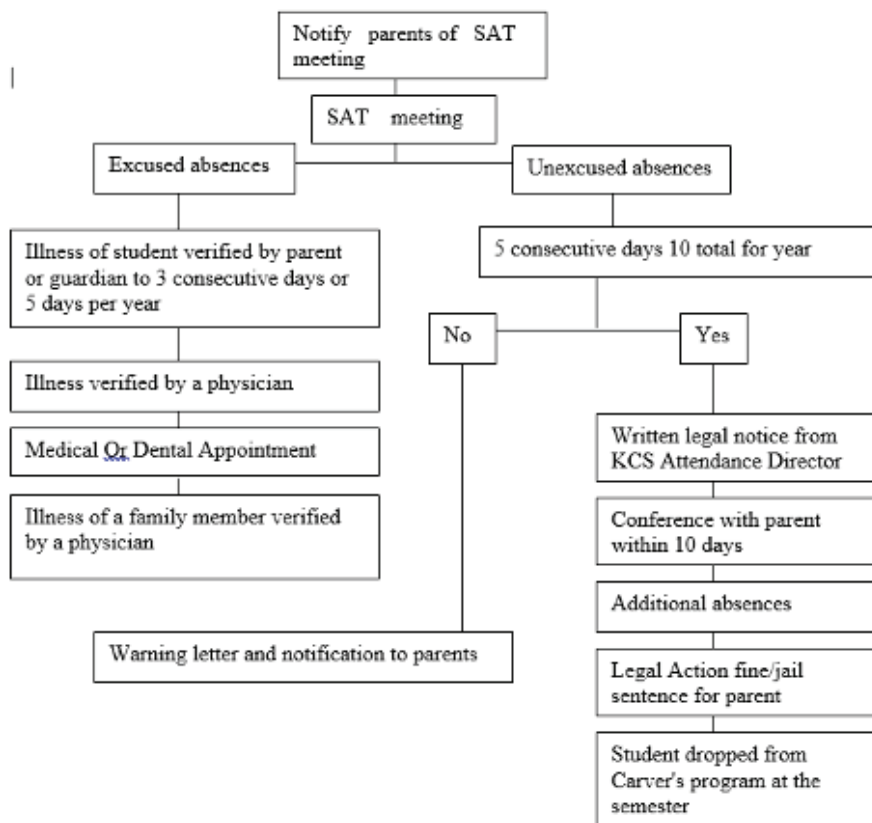 Notify parents of SAT
meeting
SAT meeting
Excused absences
Unexcused absences
Illness of student verified by parent
or guardian to 3 consecutive days or
5 days per year
5 consecutive days 10 total for year
No
Yes
Illness verified by a physician
Medical Or Dental Appointment
Illness of a family member verified
by a physician
Written legal notice from
KCS Attendance Director
Conference with parent
within 10 days
Additional absences
Warning letter and notification to parents
Legal Action fine/jail
sentence for parent
Student dropped from
Carver's program at the
semester